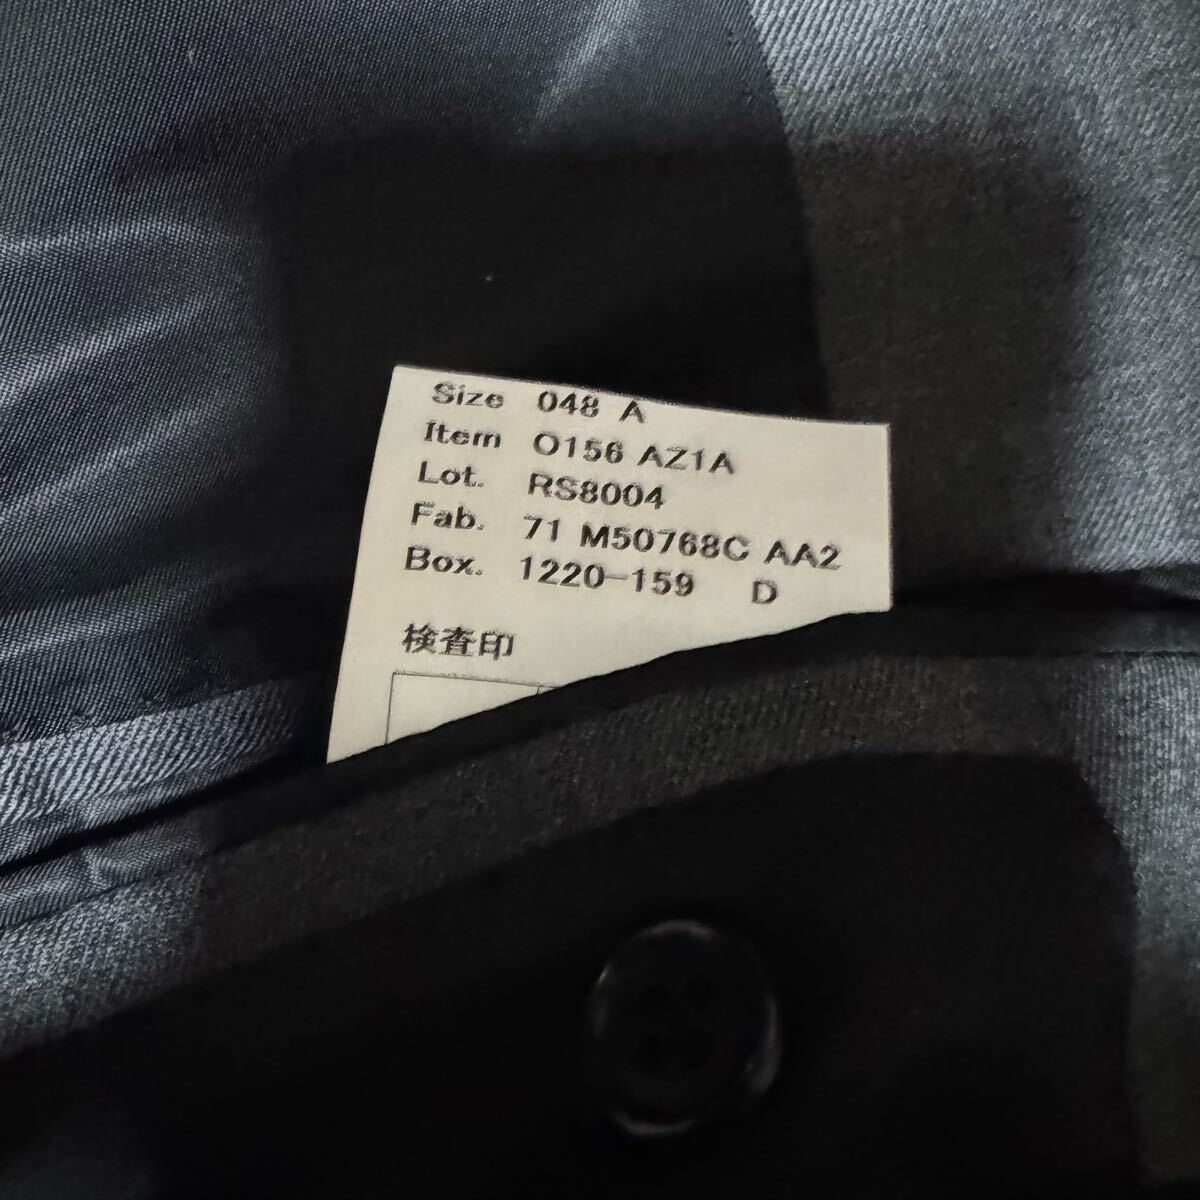 Size 048 A
Item O156 AZ1A
Lot. RS8004
Fab. 71 M50768C AA2
Box. 1220-159 D
検査印